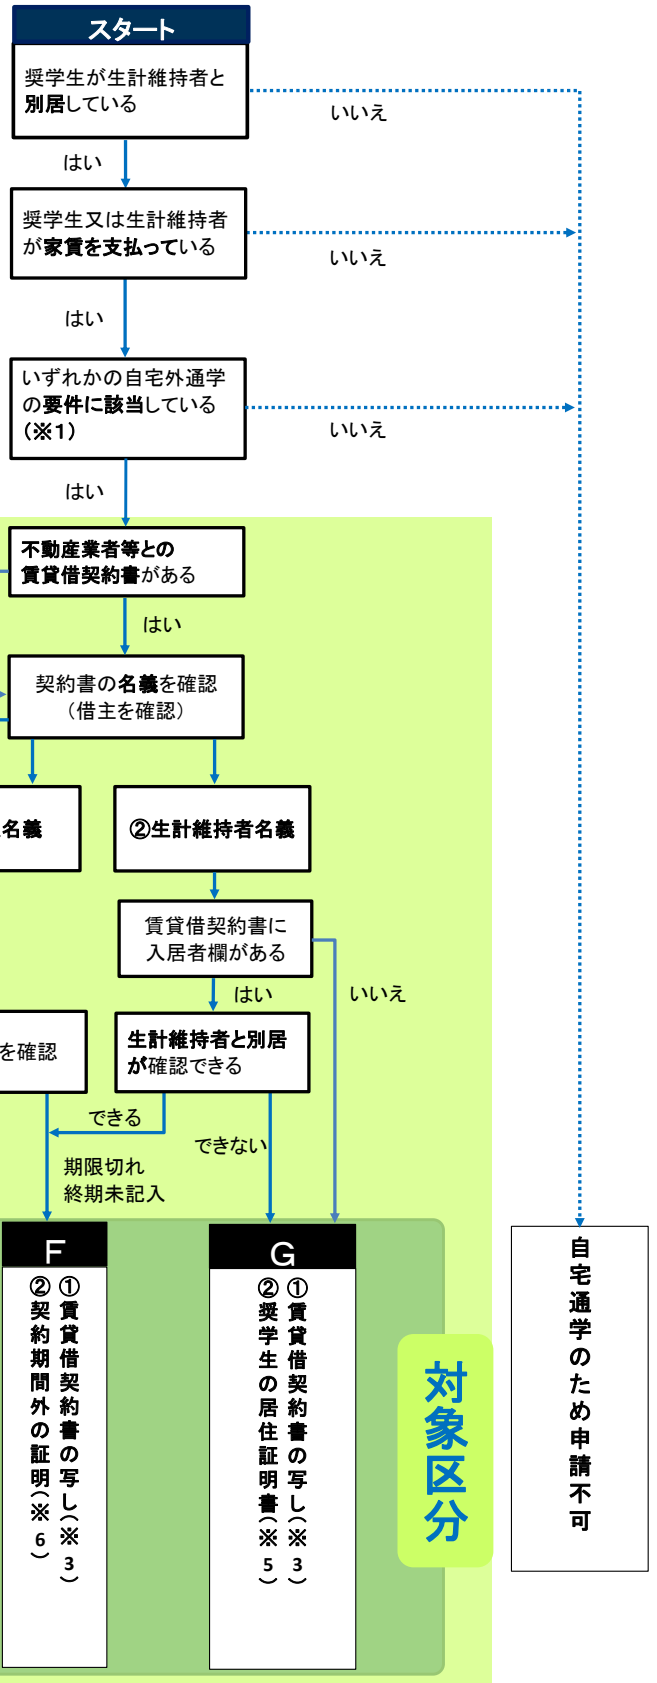 スタート
奨学生が生計維持者と
別居している
いいえ
はい
奨学生又は生計維持者
が家賃を支払っている
いいえ
はい
いずれかの自宅外通学
の要件に該当している
(※1)
いいえ
はい
不動産業者等との
賃貸借契約書がある
はい
契約書の名義を確認
(借主を確認)
名義
②生計維持者名義
賃貸借契約書に
入居者欄がある
はい
いいえ
を確認
生計維持者と別居
が確認できる
できる
できない
期限切れ
終期未記入
F
①賃貸借契約書の写し(※3)
②契約期間外の証明(※6)
G
①賃貸借契約書の写し(※3)
②奨学生の居住証明書(※5)
対象区分
自宅通学のため申請不可